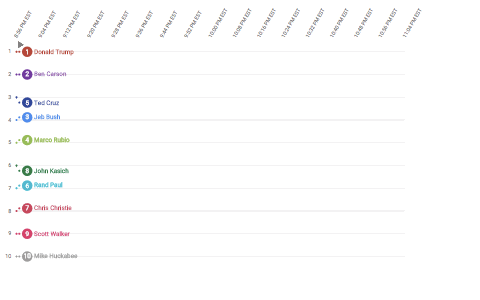 8:56 PM EST 9:04 PM EST 9:12 PM EST 9:20 PM EST 9:28 PM EST 9:36 PM EST 9:44 PM EST 9:52 PM EST 10:00 PM EST 10:08 PM EST 10:16 PM EST 10:24 PM EST 10:32 PM EST 10:40 PM EST 10:48 PM EST 10:56 PM EST 11:04 PM EST
1 1 Donald Trump
2 2 Ben Carson
3
Ted Cruz
3 Jeb Bush
4
5 4 Marco Rubio
6
8 John Kasich
6 Rand Paul
7
7 Chris Christie
8
9 9 Scott Walker
10 10 Mike Huckabee